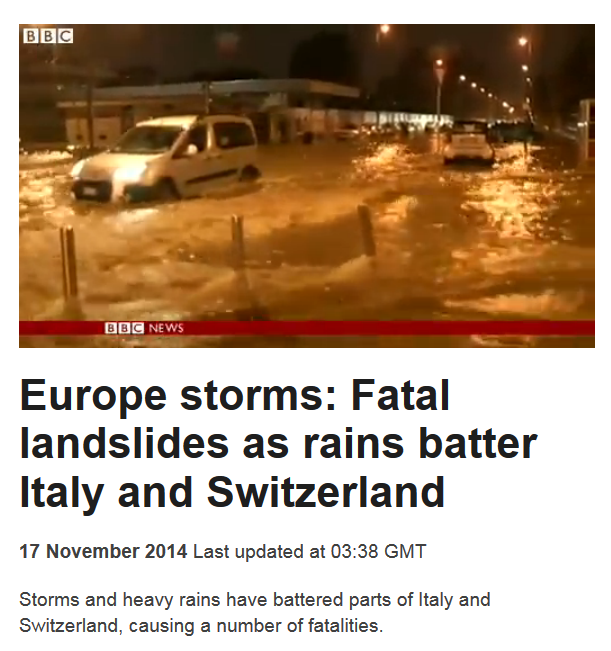 BBC
BBC NEWS
Europe storms: Fatal
landslides as rains batter
Italy and Switzerland
17 November 2014 Last updated at 03:38 GMT
Storms and heavy rains have battered parts of Italy and
Switzerland, causing a number of fatalities.